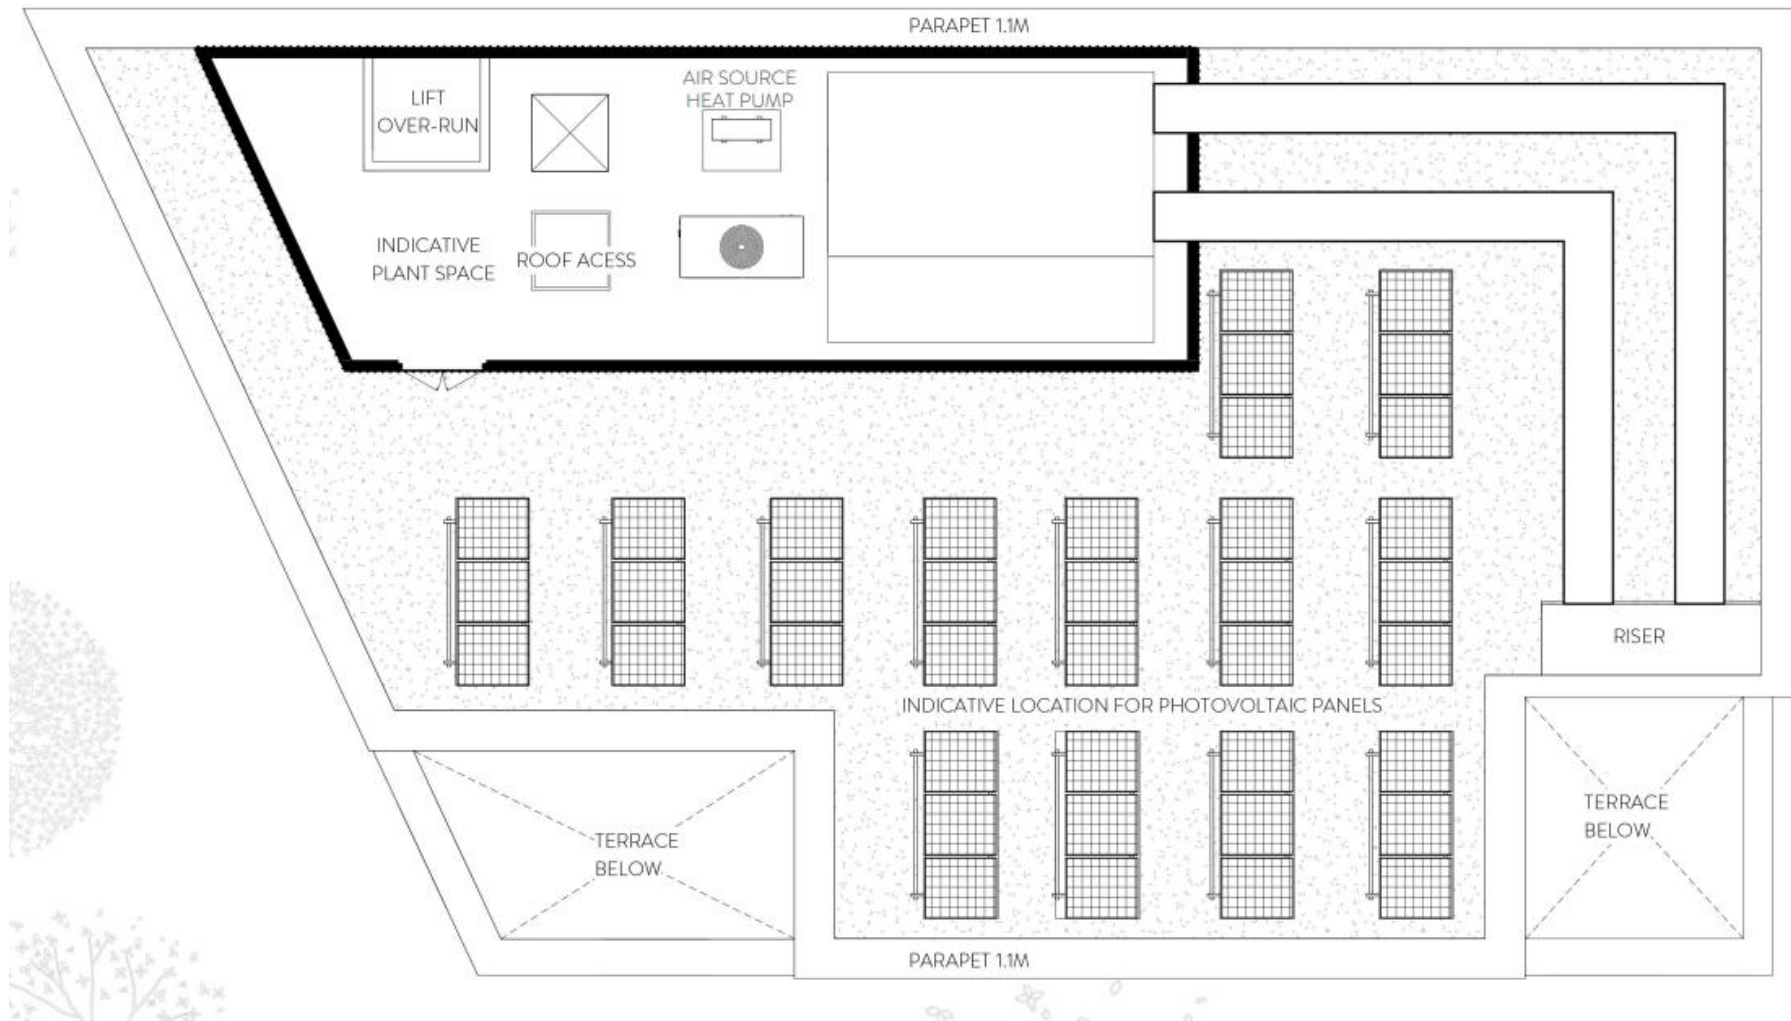 PARAPET 1.1M
LIFT
OVER-RUN
AIR SOURCE
HEAT PUMP
INDICATIVE
PLANT SPACE
ROOF ACESS
RISER
INDICATIVE LOCATION FOR PHOTOVOLTAIC PANELS
TERRACE
BELOW
TERRACE
BELOW
PARAPET 1.1M